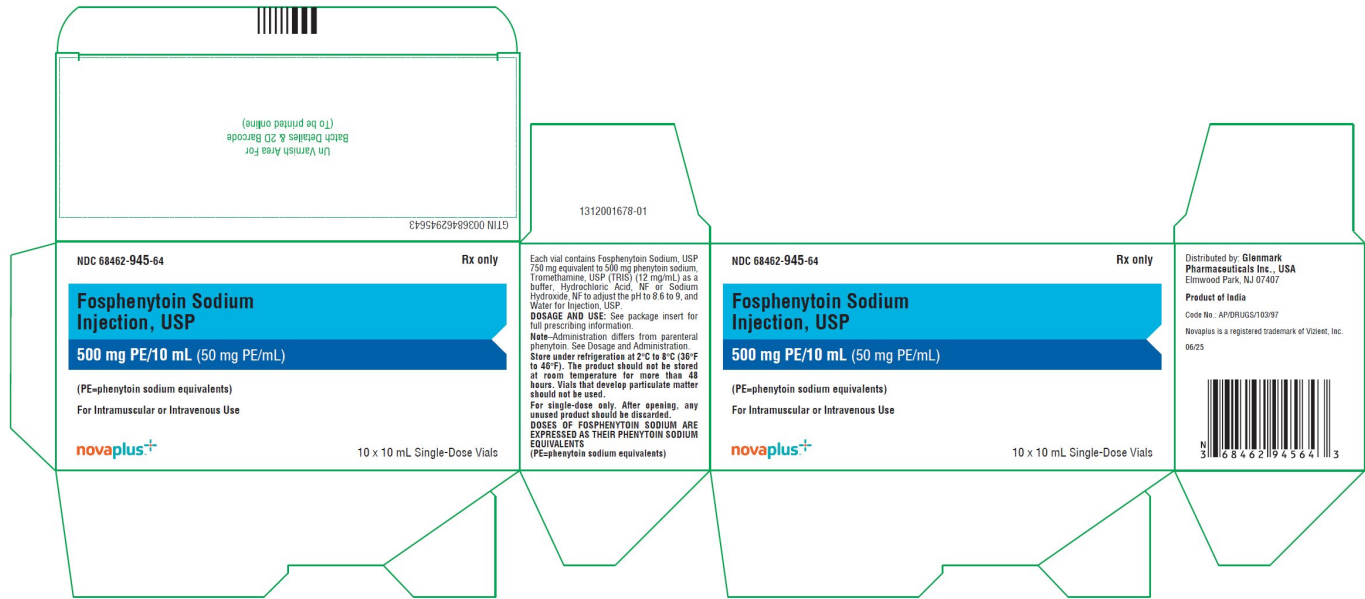 Un Varnish Area For
Batch Detailes & 2D Barcode
(To be printed online)
GTIN 00368462945643
1312001678-01
NDC 68462-945-64
Rx only
Fosphenytoin Sodium
Injection, USP
500 mg PE/10 mL (50 mg PE/mL)
(PE=phenytoin sodium equivalents)
For Intramuscular or Intravenous Use
novaplus+
10 x 10 mL Single-Dose Vials
Each vial contains Fosphenytoin Sodium, USP
750 mg equivalent to 500 mg phenytoin sodium,
Tromethamine, USP (TRIS) (12 mg/mL) as a
buffer, Hydrochloric Acid, NF or Sodium
Hydroxide, NF to adjust the pH to 8.6 to 9, and
Water for Injection, USP.
DOSAGE AND USE: See package insert for
full prescribing information.
Note–Administration differs from parenteral
phenytoin. See Dosage and Administration.
Store under refrigeration at 2°C to 8°C (36°F
to 46°F). The product should not be stored
at room temperature for more than 48
hours. Vials that develop particulate matter
should not be used.
For single-dose only. After opening, any
unused product should be discarded.
DOSES OF FOSPHENYTOIN SODIUM ARE
EXPRESSED AS THEIR PHENYTOIN SODIUM
EQUIVALENTS
(PE=phenytoin sodium equivalents)
NDC 68462-945-64
Rx only
Fosphenytoin Sodium
Injection, USP
500 mg PE/10 mL (50 mg PE/mL)
(PE=phenytoin sodium equivalents)
For Intramuscular or Intravenous Use
novaplus+
10 x 10 mL Single-Dose Vials
Distributed by: Glenmark
Pharmaceuticals Inc., USA
Elmwood Park, NJ 07407
Product of India
Code No.: AP/DRUGS/103/97
Novaplus is a registered trademark of Vizient, Inc.
06/25
N
3 68462 94564 3